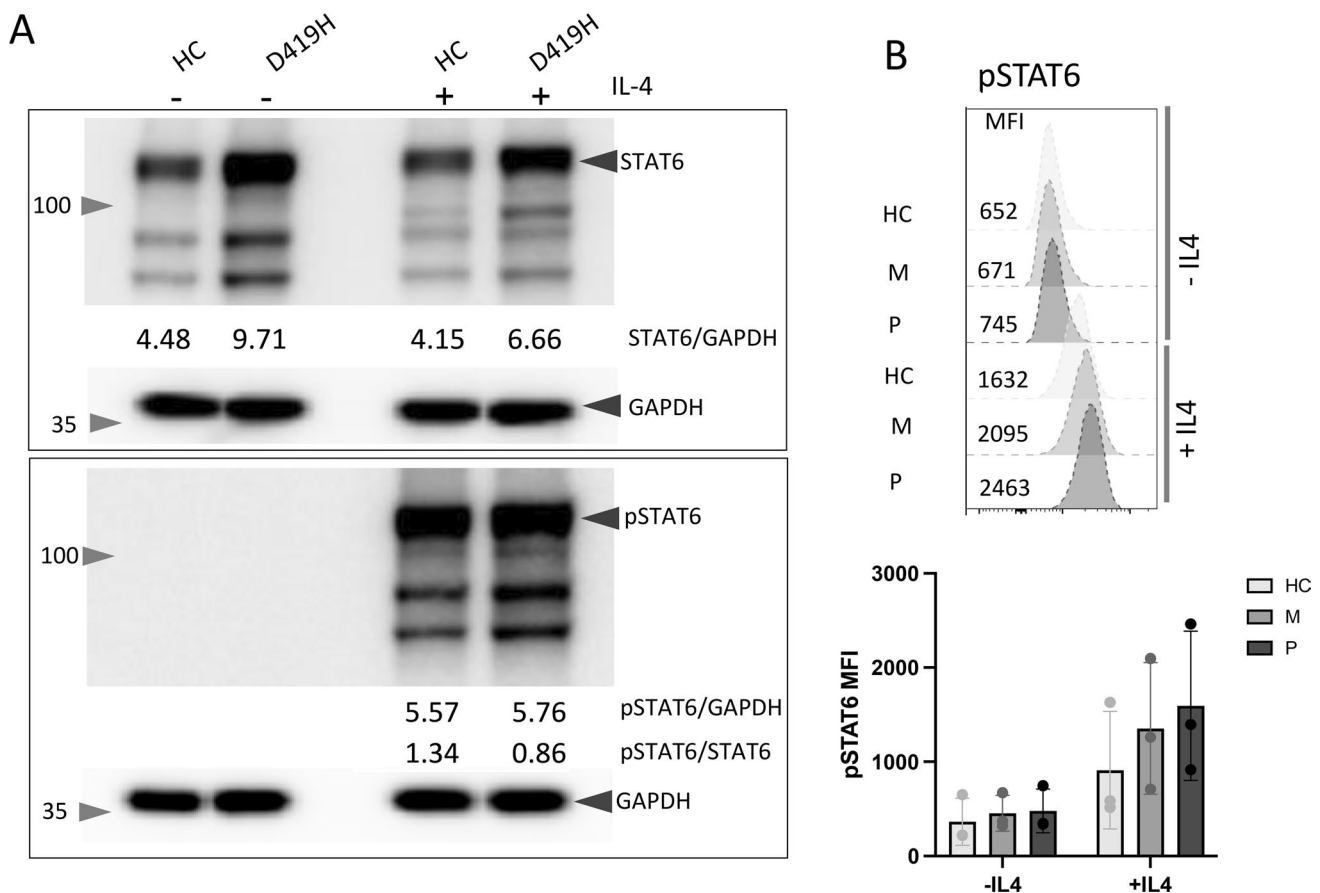 A
HC D419H HC D419H
- - + + IL-4
STAT6
100
4.48 9.71 4.15 6.66 STAT6/GAPDH
GAPDH
35
pSTAT6
100
5.57 5.76 pSTAT6/GAPDH
1.34 0.86 pSTAT6/STAT6
GAPDH
35
B
pSTAT6
MFI
HC 652
M 671
P 745
- IL4
HC 1632
M 2095
P 2463
+ IL4
pSTAT6 MFI
3000
2000
1000
0
-IL4 +IL4
HC
M
P